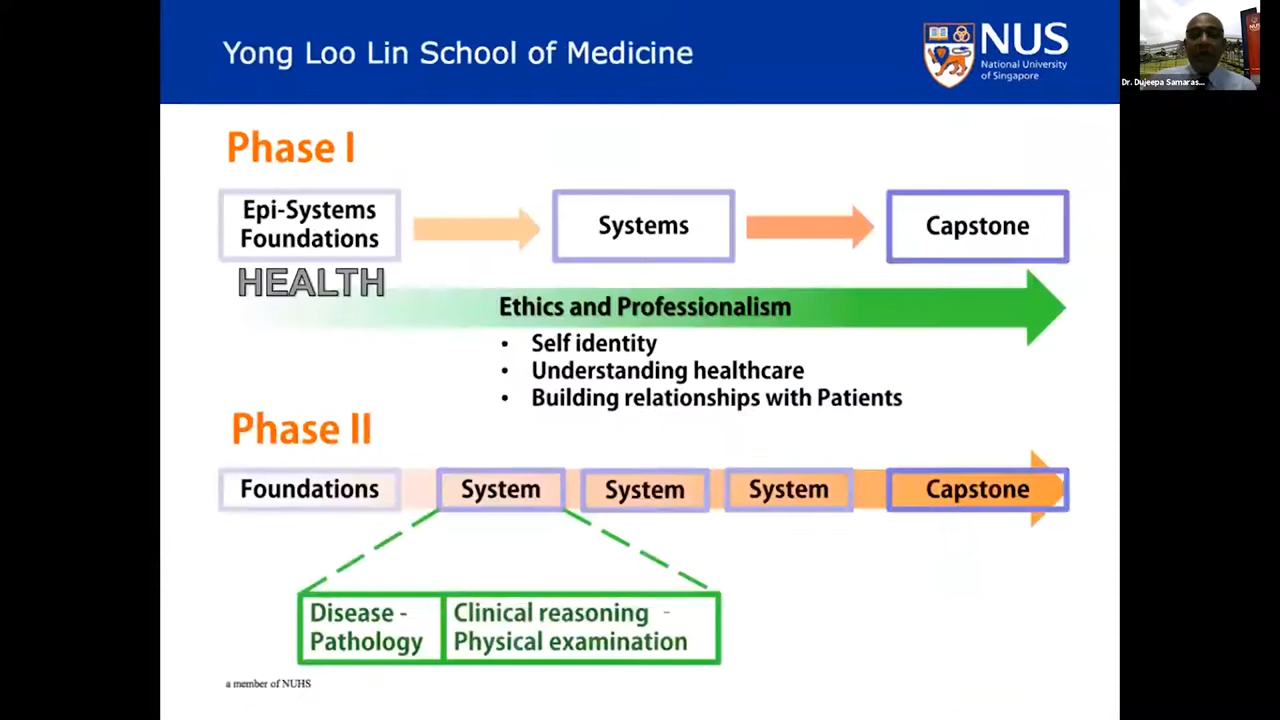 Yong Loo Lin School of Medicine
NUS
National University
of Singapore
Dr. Dujeepa Samaras...
Phase I
Epi-Systems
Foundations
Systems
Capstone
HEALTH
Ethics and Professionalism
• Self identity
• Understanding healthcare
• Building relationships with Patients
Phase II
Foundations
System
System
System
Capstone
Disease -
Pathology
Clinical reasoning -
Physical examination
a member of NUHS